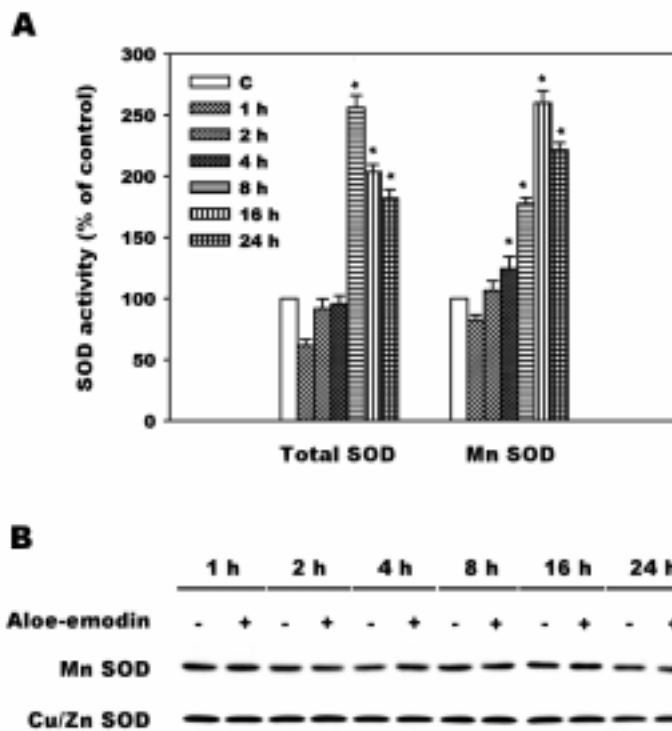 A
300
250
200
150
100
50
0
SOD activity (% of control)
C
1 h
2 h
4 h
8 h
16 h
24 h
* * * * * * *
Total SOD Mn SOD
B
1 h 2 h 4 h 8 h 16 h 24 h
Aloe-emodin - + - + - + - + - + - +
Mn SOD
Cu/Zn SOD